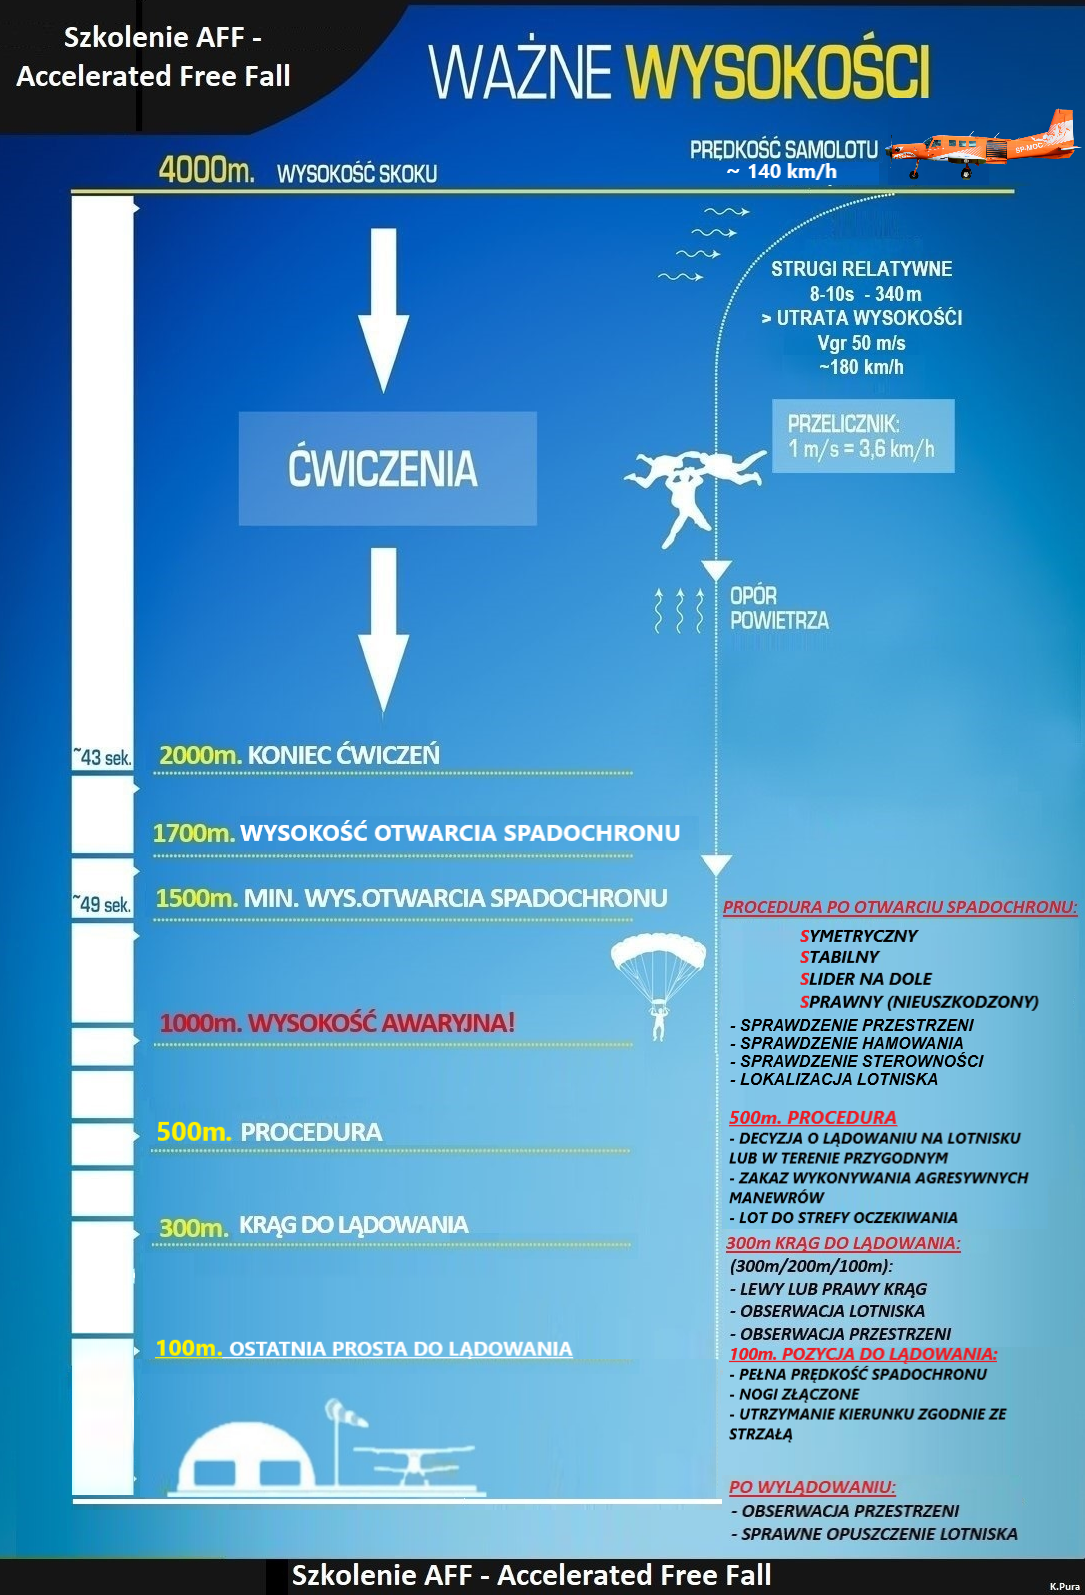 Szkolenie AFF -
Accelerated Free Fall
WAŻNE WYSOKOŚCI
4000m. WYSOKOŚĆ SKOKU
PRĘDKOŚĆ SAMOLOTU
~ 140 km/h
SP-MOC
STRUGI RELATYWNE
8-10s - 340m
> UTRATA WYSOKOŚĆI
Vgr 50 m/s
~180 km/h
PRZELICZNIK:
1 m/s = 3,6 km/h
ĆWICZENIA
OPÓR
POWIETRZA
~43 sek.
2000m. KONIEC ĆWICZEŃ
1700m. WYSOKOŚĆ OTWARCIA SPADOCHRONU
~49 sek.
1500m. MIN. WYS.OTWARCIA SPADOCHRONU
1000m. WYSOKOŚĆ AWARYJNA!
500m. PROCEDURA
300m. KRĄG DO LĄDOWANIA
100m. OSTATNIA PROSTA DO LĄDOWANIA
PROCEDURA PO OTWARCIU SPADOCHRONU:
SYMETRYCZNY
STABILNY
SLIDER NA DOLE
SPRAWNY (NIEUSZKODZONY)
- SPRAWDZENIE PRZESTRZENI
- SPRAWDZENIE HAMOWANIA
- SPRAWDZENIE STEROWNOŚCI
- LOKALIZACJA LOTNISKA
500m. PROCEDURA
- DECYZJA O LĄDOWANIU NA LOTNISKU
LUB W TERENIE PRZYGODNYM
- ZAKAZ WYKONYWANIA AGRESYWNYCH
MANEWRÓW
- LOT DO STREFY OCZEKIWANIA
300m KRĄG DO LĄDOWANIA:
(300m/200m/100m):
- LEWY LUB PRAWY KRĄG
- OBSERWACJA LOTNISKA
- OBSERWACJA PRZESTRZENI
100m. POZYCJA DO LĄDOWANIA:
- PEŁNA PRĘDKOŚĆ SPADOCHRONU
- NOGI ZŁĄCZONE
- UTRZYMANIE KIERUNKU ZGODNIE ZE
STRZAŁĄ
PO WYLĄDOWANIU:
- OBSERWACJA PRZESTRZENI
- SPRAWNE OPUSZCZENIE LOTNISKA
Szkolenie AFF - Accelerated Free Fall
K.Pura